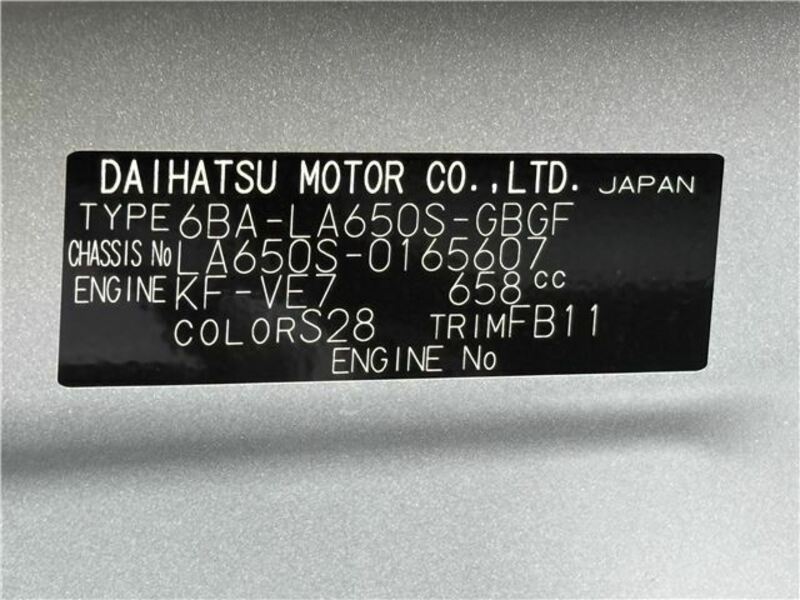 DAIHATSU MOTOR CO.,LTD. JAPAN
TYPE 6BA-LA650S-GBGF
CHASSIS No LA650S-0165607
ENGINE KF-VE7 658cc
COLOR S28 TRIM FB11
ENGINE No